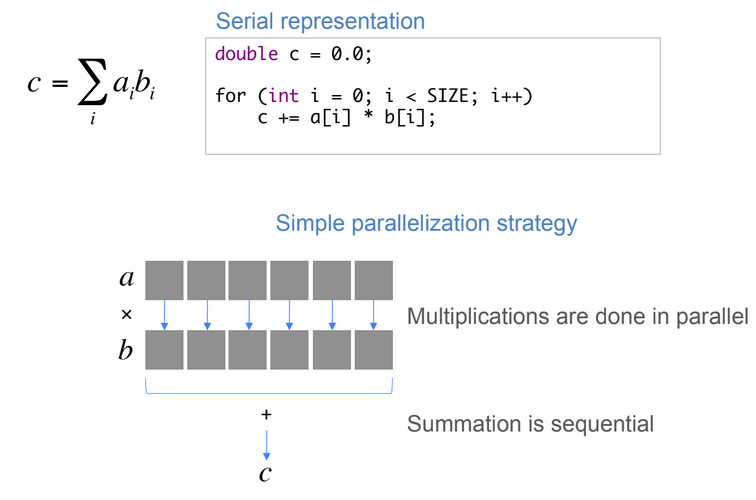 Serial representation
c = ∑ aᵢbᵢ
i
double c = 0.0;
for (int i = 0; i < SIZE; i++)
    c += a[i] * b[i];
Simple parallelization strategy
a
×
b
Multiplications are done in parallel
+
Summation is sequential
c